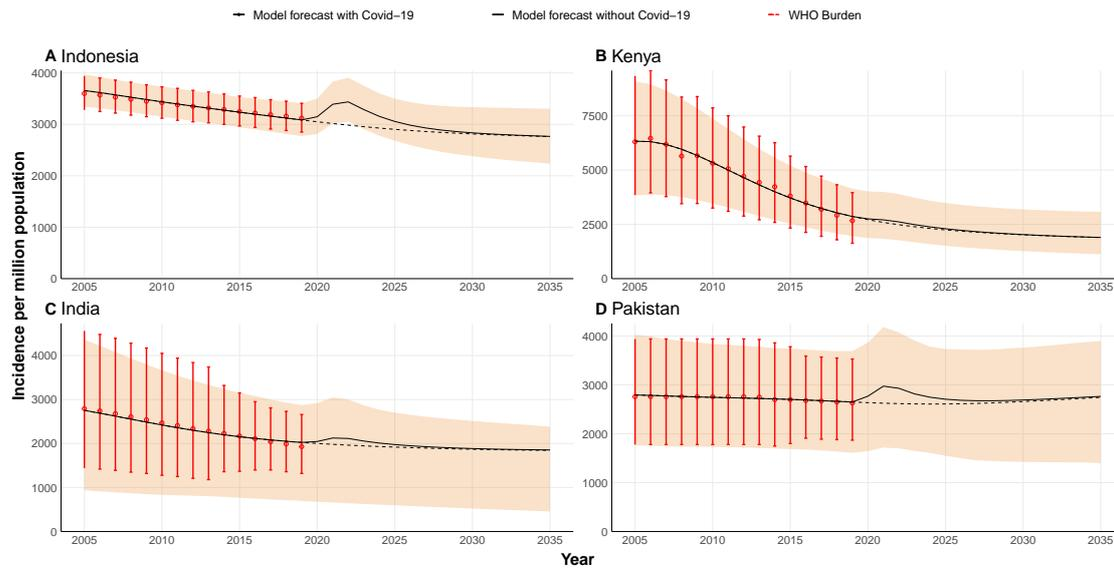 Model forecast with Covid−19 Model forecast without Covid−19 WHO Burden
A Indonesia
B Kenya
Incidence per million population
4000
3000
2000
1000
0
2005 2010 2015 2020 2025 2030 2035
7500
5000
2500
0
2005 2010 2015 2020 2025 2030 2035
C India
D Pakistan
4000
3000
2000
1000
0
2005 2010 2015 2020 2025 2030 2035
4000
3000
2000
1000
0
2005 2010 2015 2020 2025 2030 2035
Year